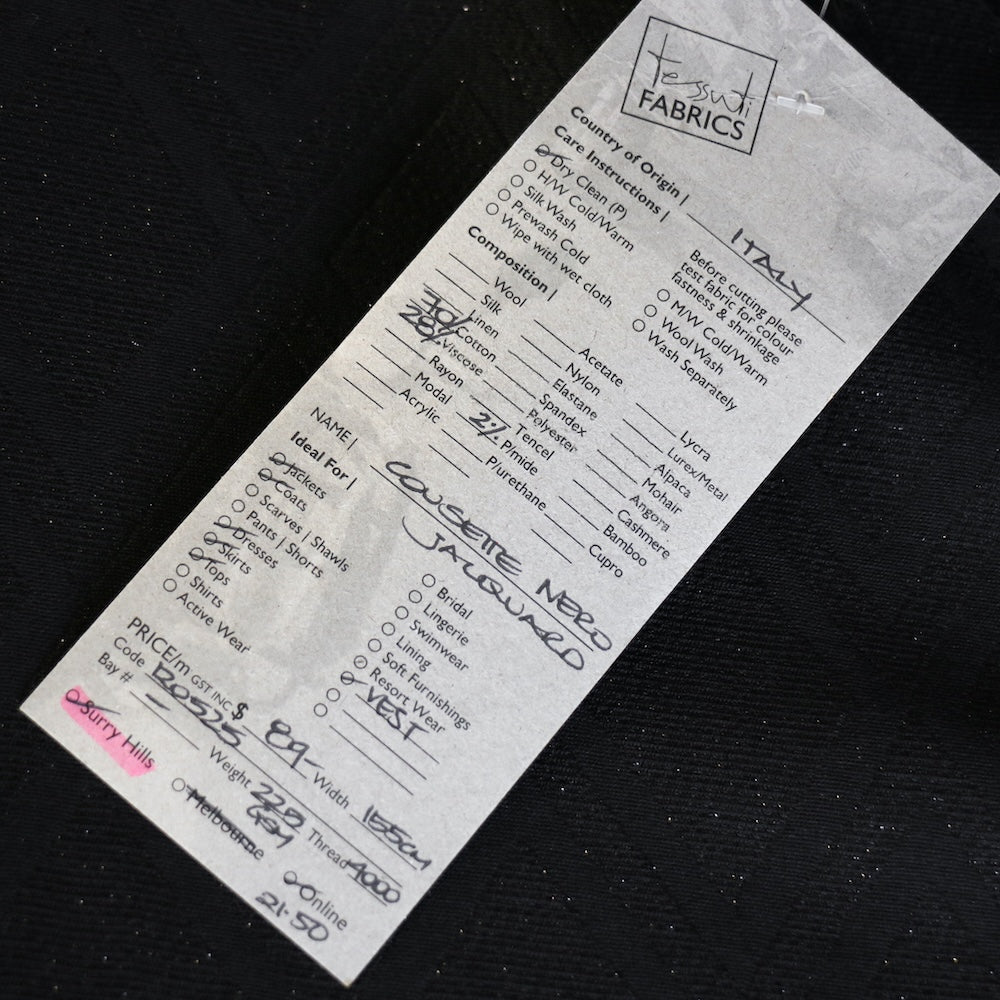 tessuti
FABRICS
Country of Origin | ITALY
Care Instructions |
Dry Clean (P)
H/W Cold/Warm
Silk Wash
Prewash Cold
Wipe with wet cloth
Before cutting please
test fabric for colour
fastness & shrinkage
M/W Cold/Warm
Wool Wash
Wash Separately
Composition |
Wool
Silk
Linen
70% Cotton
28% Viscose
Rayon
Modal
Acrylic
Acetate
Nylon
Elastane
Spandex
Polyester
Tencel
2% P/mide
P/urethane
Lycra
Lurex/Metal
Alpaca
Mohair
Angora
Cashmere
Bamboo
Cupro
NAME | COUSETTE NERO
JACQUARD
Ideal For |
Jackets
Coats
Scarves | Shawls
Pants | Shorts
Dresses
Skirts
Tops
Shirts
Active Wear
Bridal
Lingerie
Swimwear
Lining
Soft Furnishings
Resort Wear
VEST
PRICE/m GST INC $ 89- Width 155cm
Code Weight 220 GSM Thread 4000
Bay # -
Surry Hills
Melbourne
Online
21.50